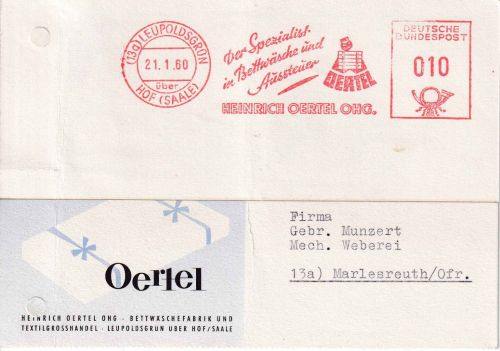 (13a) LEUPOLDSGRÜN
21.1.60
über
HOF (SAALE)
Der Spezialist
in Bettwäsche und
Aussteuer
OERTEL
HEINRICH OERTEL OHG.
DEUTSCHE
BUNDESPOST
010
Firma
Gebr. Munzert
Mech. Weberei
13a) Marlesreuth/Ofr.
Oertel
HEINRICH OERTEL OHG - BETTWÄSCHEFABRIK UND
TEXTILGROSSHANDEL - LEUPOLDSGRÜN ÜBER HOF/SAALE